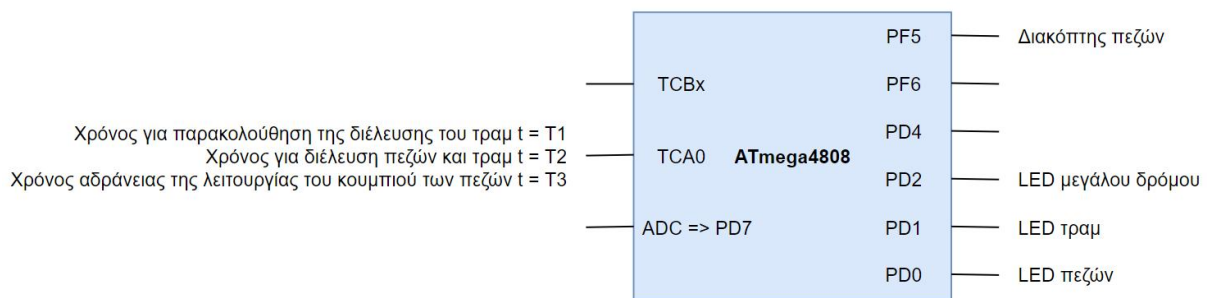 PF5 Διακόπτης πεζών
TCBx PF6
Χρόνος για παρακολούθηση της διέλευσης του τραμ t = T1 PD4
Χρόνος για διέλευση πεζών και τραμ t = T2 TCA0 ATmega4808
Χρόνος αδράνειας της λειτουργίας του κουμπιού των πεζών t = T3 PD2 LED μεγάλου δρόμου
ADC => PD7 PD1 LED τραμ
PD0 LED πεζών